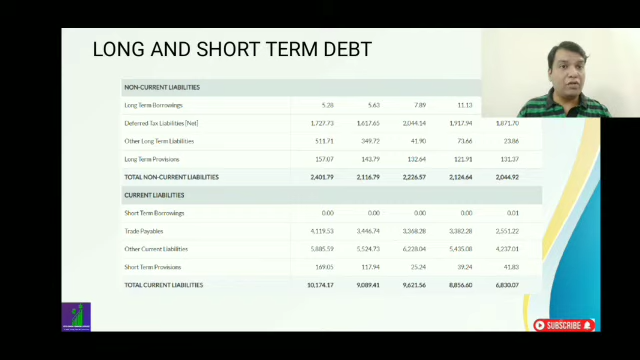 LONG AND SHORT TERM DEBT
NON-CURRENT LIABILITIES
Long Term Borrowings 5.28 5.63 7.89 11.13
Deferred Tax Liabilities [Net] 1,727.73 1,617.65 2,044.14 1,917.94 1,871.70
Other Long Term Liabilities 511.71 349.72 41.90 73.66 23.86
Long Term Provisions 157.07 143.79 132.64 121.91 131.37
TOTAL NON-CURRENT LIABILITIES 2,401.79 2,116.79 2,226.57 2,124.64 2,044.92
CURRENT LIABILITIES
Short Term Borrowings 0.00 0.00 0.00 0.00 0.01
Trade Payables 4,119.53 3,446.74 3,368.28 3,382.28 2,551.22
Other Current Liabilities 5,885.59 5,524.73 6,228.04 5,435.08 4,237.01
Short Term Provisions 169.05 117.94 25.24 39.24 41.83
TOTAL CURRENT LIABILITIES 10,174.17 9,089.41 9,621.56 8,856.60 6,830.07
SUBSCRIBE